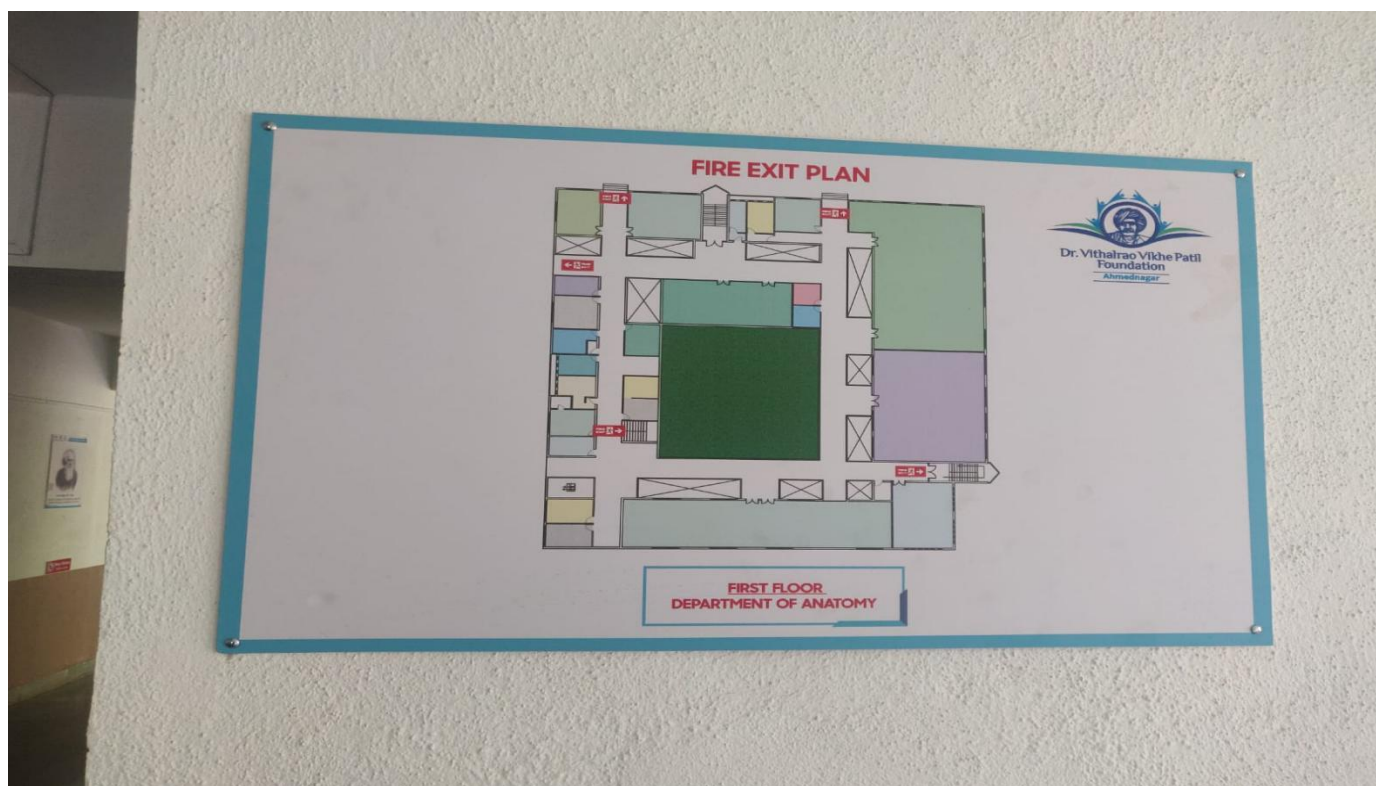 FIRE EXIT PLAN
Dr. Vithalrao Vikhe Patil
Foundation
Ahmednagar
FIRST FLOOR
DEPARTMENT OF ANATOMY